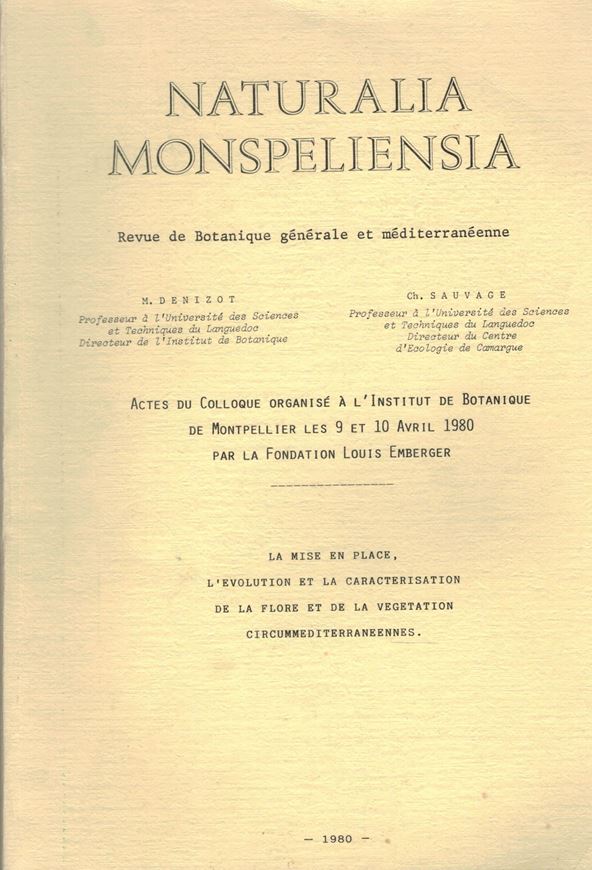 NATURALIA
MONSPELIENSIA
Revue de Botanique générale et méditerranéenne
M. DENIZOT
Professeur à l'Université des Sciences
et Techniques du Languedoc
Directeur de l'Institut de Botanique
Ch. SAUVAGE
Professeur à l'Université des Sciences
et Techniques du Languedoc
Directeur du Centre
d'Ecologie de Camargue
ACTES DU COLLOQUE ORGANISÉ À L'INSTITUT DE BOTANIQUE
DE MONTPELLIER LES 9 ET 10 AVRIL 1980
PAR LA FONDATION LOUIS EMBERGER
----------------
LA MISE EN PLACE,
L'EVOLUTION ET LA CARACTERISATION
DE LA FLORE ET DE LA VEGETATION
CIRCUMMEDITERRANEENNES.
– 1980 –